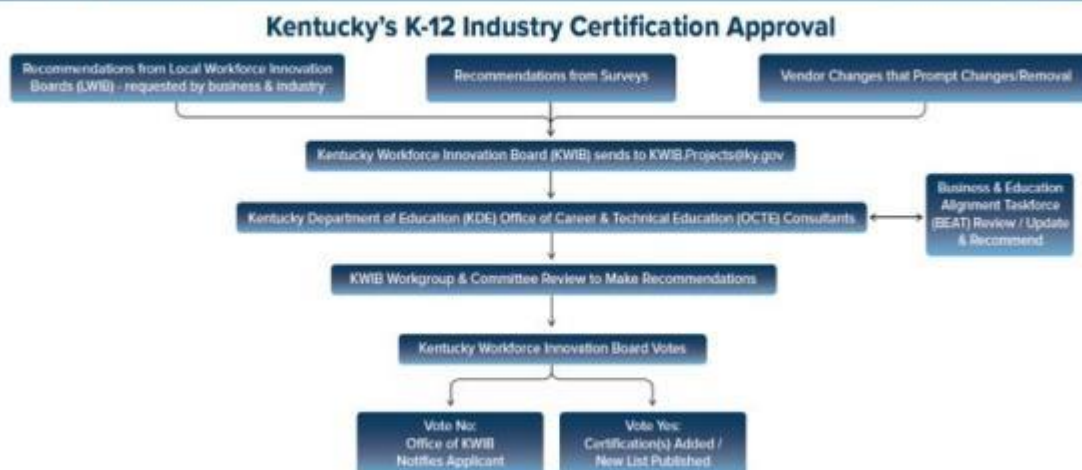 Kentucky's K-12 Industry Certification Approval
Recommendations from Local Workforce Innovation
Boards (LWIB) - requested by business & industry
Recommendations from Surveys
Vendor Changes that Prompt Changes/Removal
Kentucky Workforce Innovation Board (KWIB) sends to KWIB.Projects@ky.gov
Kentucky Department of Education (KDE) Office of Career & Technical Education (OCTE) Consultants
Business & Education
Alignment Taskforce
(BEAT) Review / Update
& Recommend
KWIB Workgroup & Committee Review to Make Recommendations
Kentucky Workforce Innovation Board Votes
Vote No:
Office of KWIB
Notifies Applicant
Vote Yes:
Certification(s) Added /
New List Published